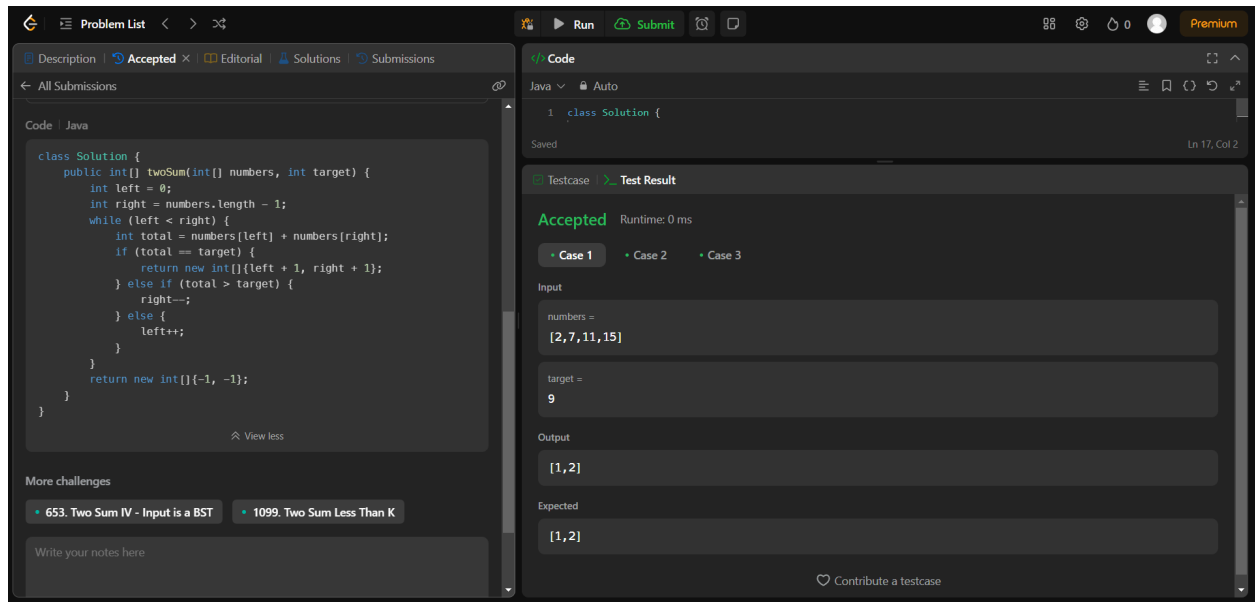 Problem List
Run
Submit
0
Premium
Description
Accepted
Editorial
Solutions
Submissions
All Submissions
Code
Java
class Solution {
    public int[] twoSum(int[] numbers, int target) {
        int left = 0;
        int right = numbers.length - 1;
        while (left < right) {
            int total = numbers[left] + numbers[right];
            if (total == target) {
                return new int[]{left + 1, right + 1};
            } else if (total > target) {
                right--;
            } else {
                left++;
            }
        }
        return new int[]{-1, -1};
    }
}
View less
More challenges
653. Two Sum IV - Input is a BST
1099. Two Sum Less Than K
Write your notes here
</>Code
Java
Auto
1 class Solution {
Saved
Ln 17, Col 2
Testcase
Test Result
Accepted
Runtime: 0 ms
Case 1
Case 2
Case 3
Input
numbers =
[2,7,11,15]
target =
9
Output
[1,2]
Expected
[1,2]
Contribute a testcase